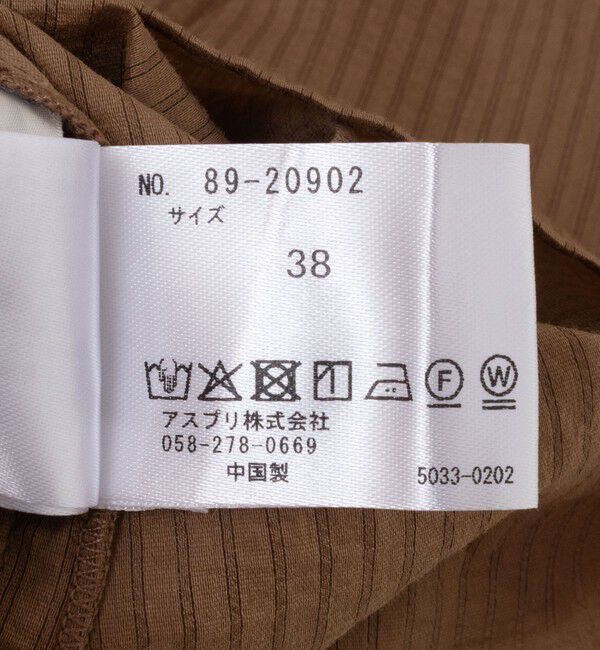 NO. 89-20902
サイズ
38
F W
アスプリ株式会社
058-278-0669
中国製 5033-0202